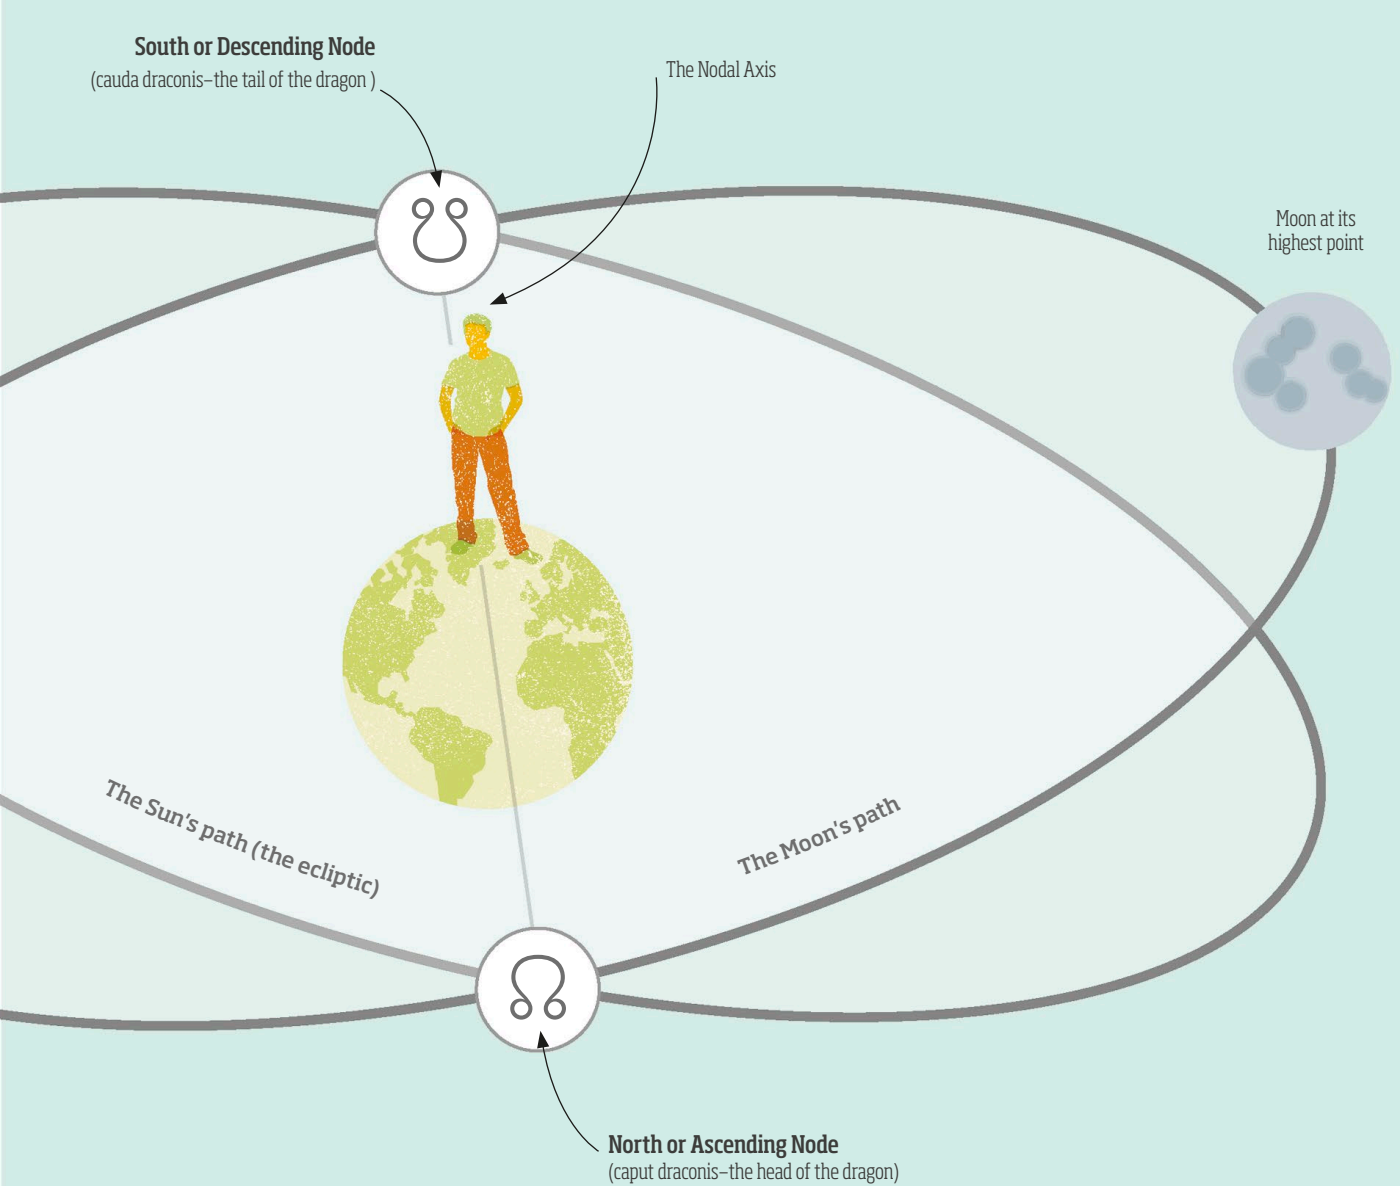 South or Descending Node
(cauda draconis–the tail of the dragon )
The Nodal Axis
Moon at its
highest point
The Sun's path (the ecliptic)
The Moon's path
North or Ascending Node
(caput draconis–the head of the dragon)